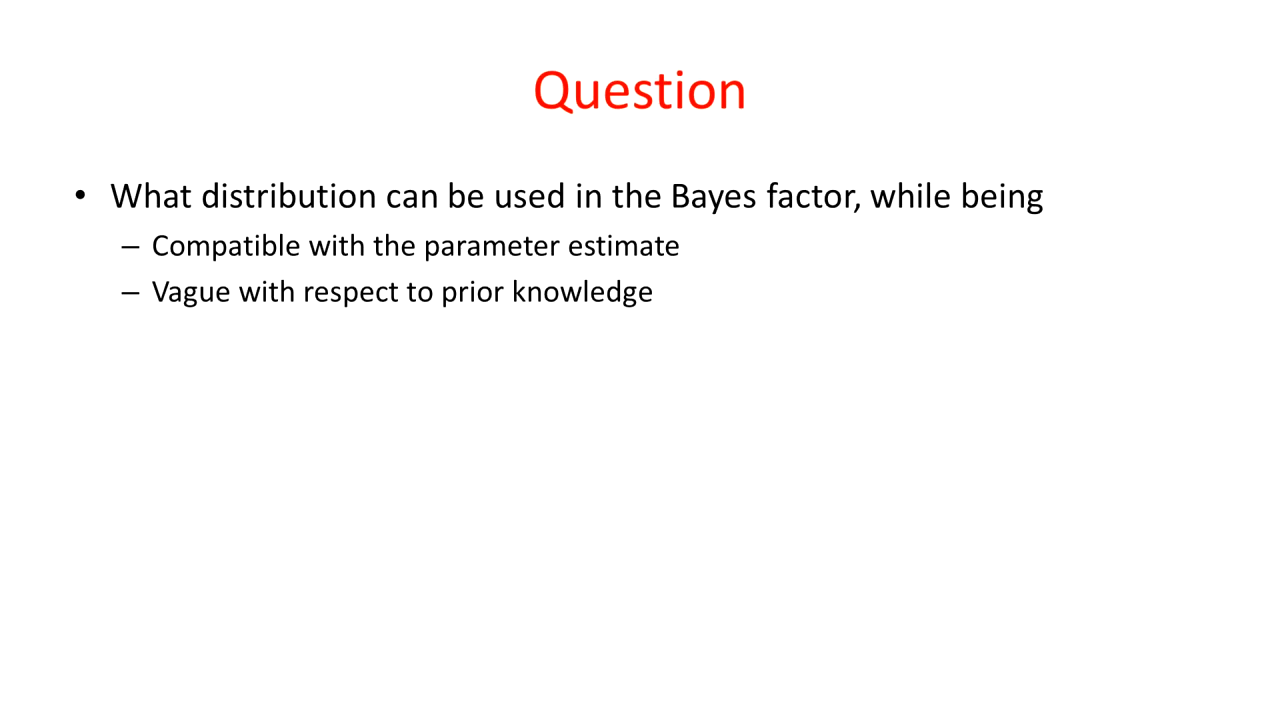 Question
• What distribution can be used in the Bayes factor, while being
– Compatible with the parameter estimate
– Vague with respect to prior knowledge